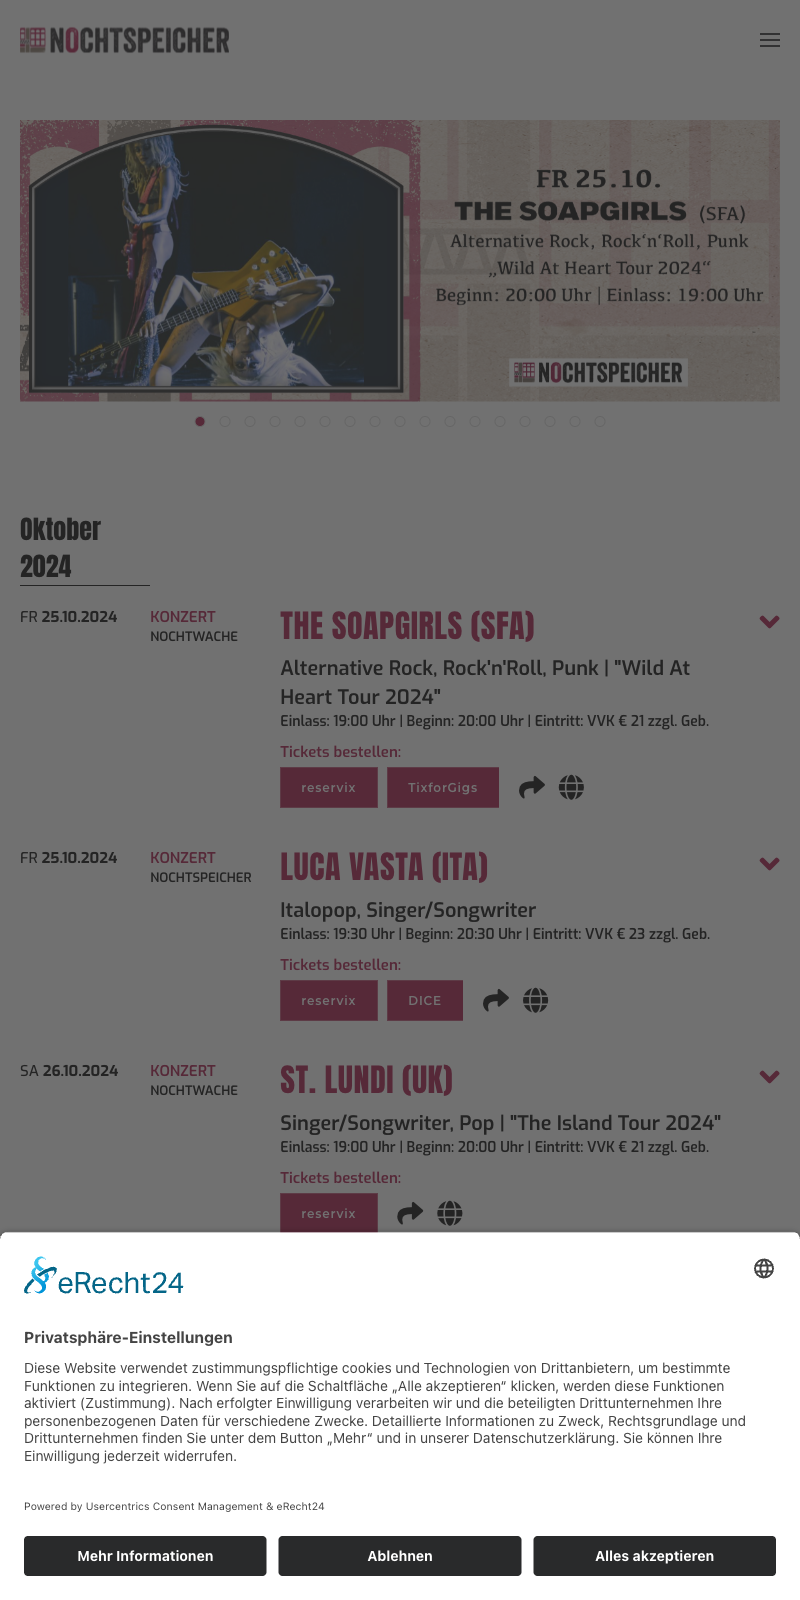 NOCHTSPEICHER
FR 25.10.
THE SOAPGIRLS (SFA)
Alternative Rock, Rock‘n‘Roll, Punk
„Wild At Heart Tour 2024“
Beginn: 20:00 Uhr | Einlass: 19:00 Uhr
NOCHTSPEICHER
Oktober
2024
FR 25.10.2024
KONZERT
NOCHTWACHE
THE SOAPGIRLS (SFA)
Alternative Rock, Rock'n'Roll, Punk | "Wild At
Heart Tour 2024"
Einlass: 19:00 Uhr | Beginn: 20:00 Uhr | Eintritt: VVK € 21 zzgl. Geb.
Tickets bestellen:
reservix TixforGigs
FR 25.10.2024
KONZERT
NOCHTSPEICHER
LUCA VASTA (ITA)
Italopop, Singer/Songwriter
Einlass: 19:30 Uhr | Beginn: 20:30 Uhr | Eintritt: VVK € 23 zzgl. Geb.
Tickets bestellen:
reservix DICE
SA 26.10.2024
KONZERT
NOCHTWACHE
ST. LUNDI (UK)
Singer/Songwriter, Pop | "The Island Tour 2024"
Einlass: 19:00 Uhr | Beginn: 20:00 Uhr | Eintritt: VVK € 21 zzgl. Geb.
Tickets bestellen:
reservix
eRecht24
Privatsphäre-Einstellungen
Diese Website verwendet zustimmungspflichtige cookies und Technologien von Drittanbietern, um bestimmte
Funktionen zu integrieren. Wenn Sie auf die Schaltfläche „Alle akzeptieren“ klicken, werden diese Funktionen
aktiviert (Zustimmung). Nach erfolgter Einwilligung verarbeiten wir und die beteiligten Drittunternehmen Ihre
personenbezogenen Daten für verschiedene Zwecke. Detaillierte Informationen zu Zweck, Rechtsgrundlage und
Drittunternehmen finden Sie unter dem Button „Mehr“ und in unserer Datenschutzerklärung. Sie können Ihre
Einwilligung jederzeit widerrufen.
Powered by Usercentrics Consent Management & eRecht24
Mehr Informationen Ablehnen Alles akzeptieren